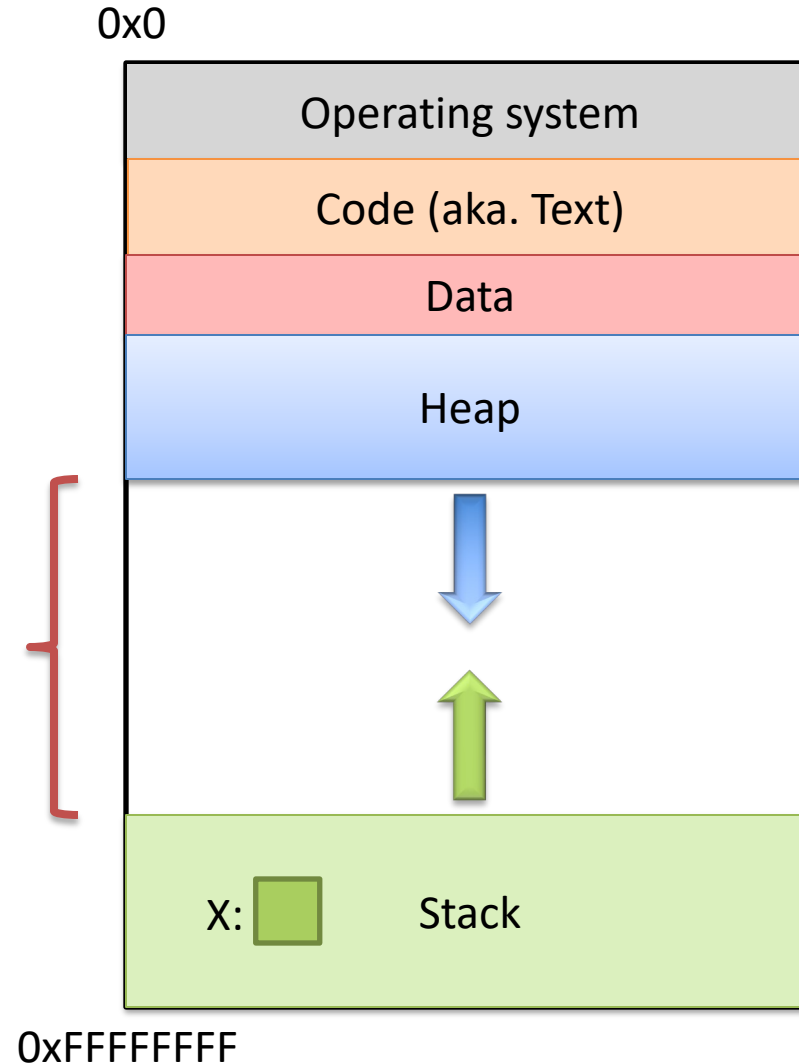 0x0
Operating system
Code (aka. Text)
Data
Heap
X:
Stack
0xFFFFFFFF